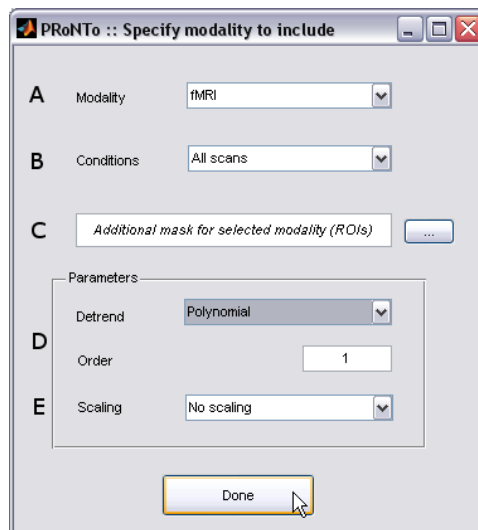 PRoNTo :: Specify modality to include
A Modality fMRI
B Conditions All scans
C Additional mask for selected modality (ROIs) ...
Parameters
Detrend Polynomial
D
Order 1
E Scaling No scaling
Done